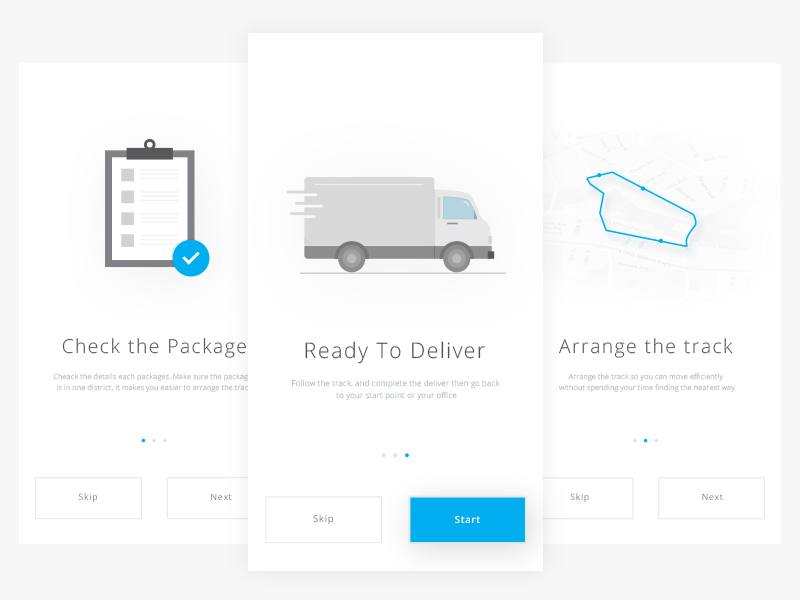 Check the Package
Cheack the details each packages. Make sure the packag
is in one district, it makes you easier to arrange the trac
Skip
Next
Ready To Deliver
Follow the track, and complete the deliver then go back
to your start point or your office
Skip
Start
Arrange the track
Arrange the track so you can move efficiently
without spending your time finding the nearest way
Skip
Next